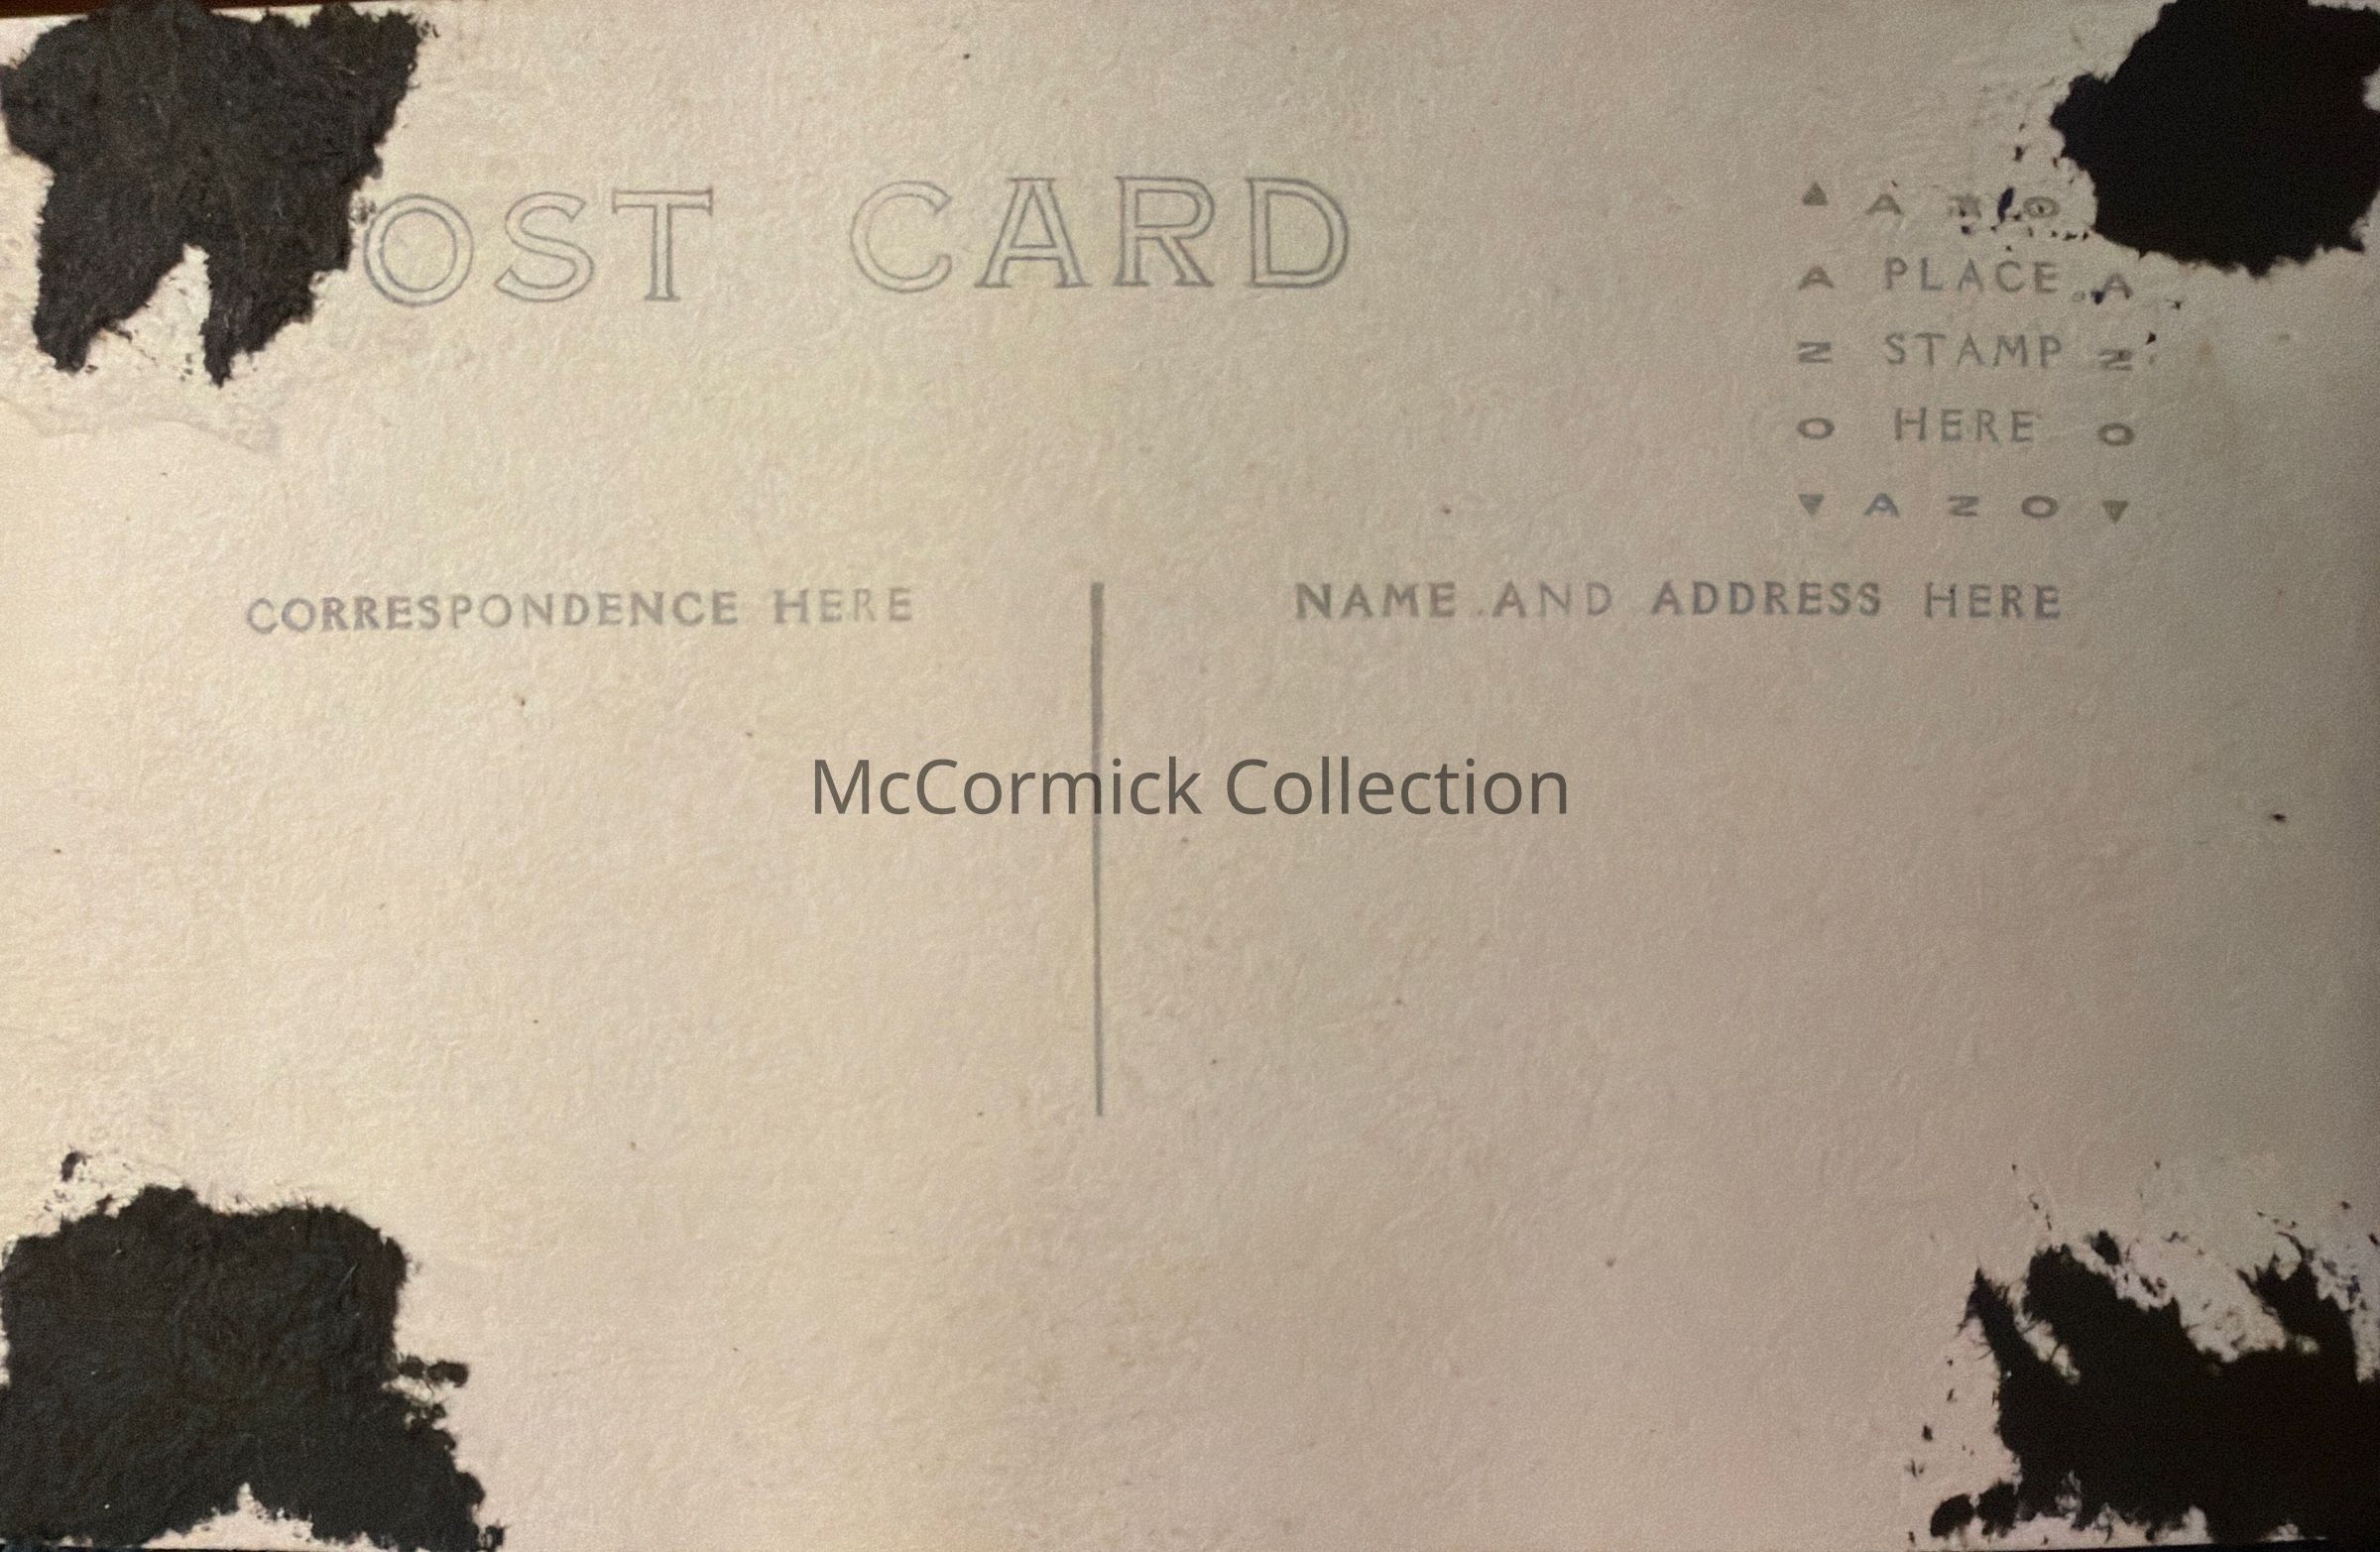 OST CARD
▲ A Z O
A PLACE A
N STAMP N
O HERE O
▼ A Z O ▼
CORRESPONDENCE HERE
NAME AND ADDRESS HERE
McCormick Collection